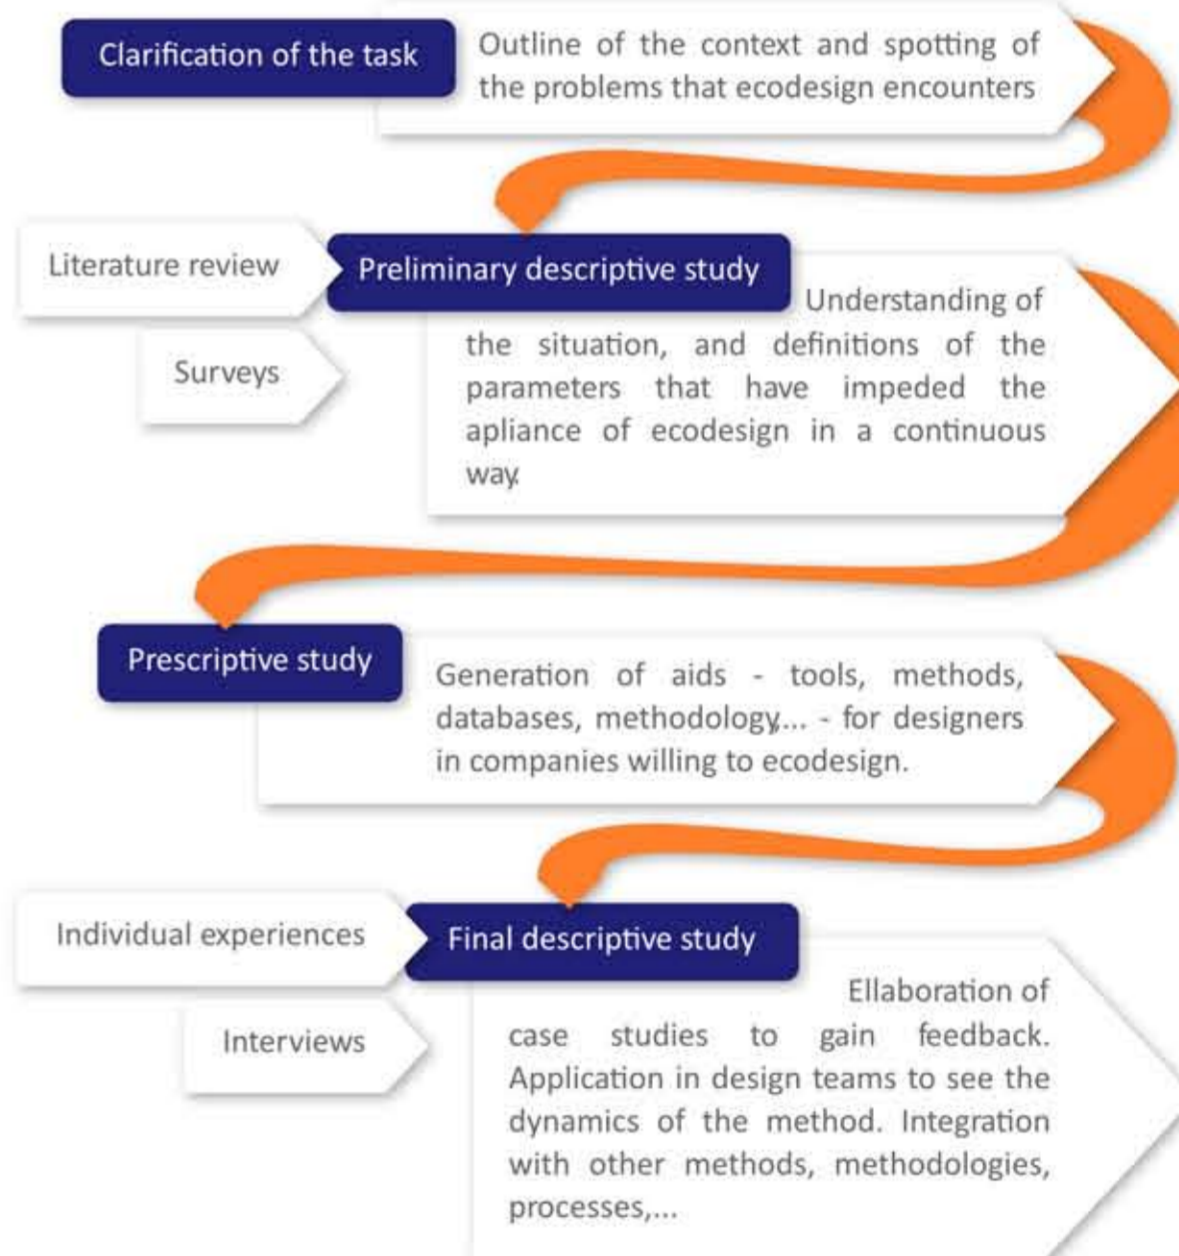 Clarification of the task
Outline of the context and spotting of
the problems that ecodesign encounters
Literature review
Preliminary descriptive study
Surveys
Understanding of
the situation, and definitions of the
parameters that have impeded the
apliance of ecodesign in a continuous
way.
Prescriptive study
Generation of aids - tools, methods,
databases, methodology,... - for designers
in companies willing to ecodesign.
Individual experiences
Final descriptive study
Interviews
Ellaboration of
case studies to gain feedback.
Application in design teams to see the
dynamics of the method. Integration
with other methods, methodologies,
processes,...